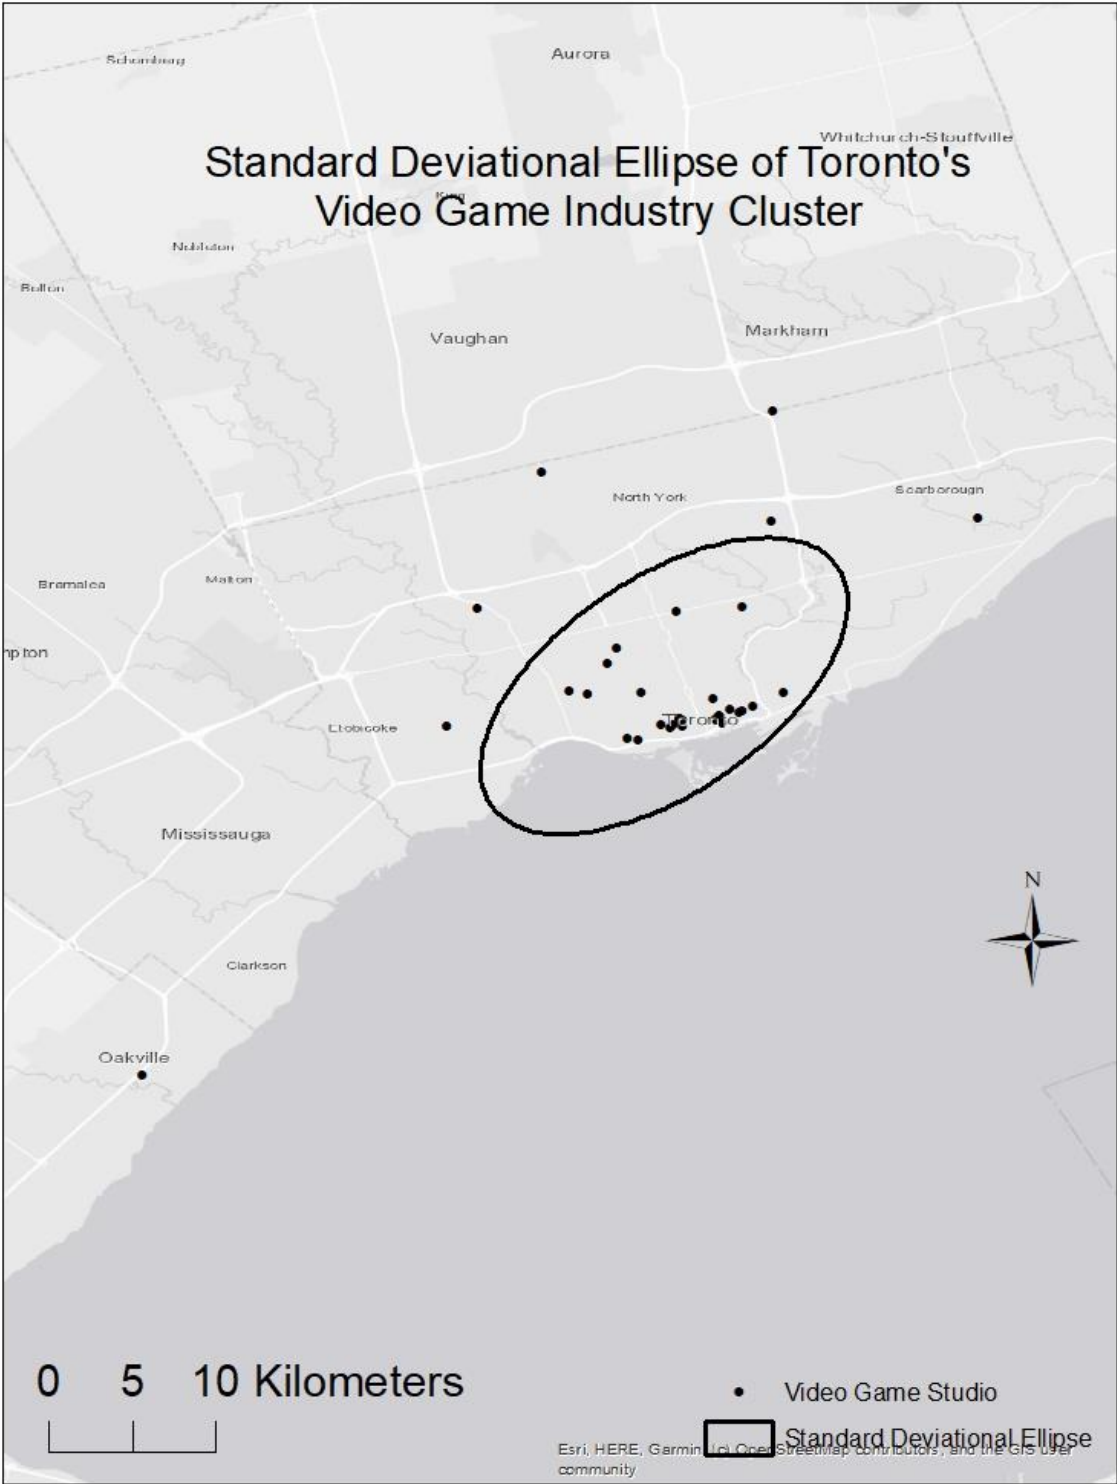 Schomberg
Aurora
Whitchurch-Stouffville
Standard Deviational Ellipse of Toronto's
King
Video Game Industry Cluster
Nobleton
Bolton
Vaughan
Markham
Scarborough
North York
Bramalea
Malton
mpton
Toronto
Etobicoke
Mississauga
N
Clarkson
Oakville
0 5 10 Kilometers
Video Game Studio
Standard Deviational Ellipse
Esri, HERE, Garmin, (c) OpenStreetMap contributors, and the GIS user
community